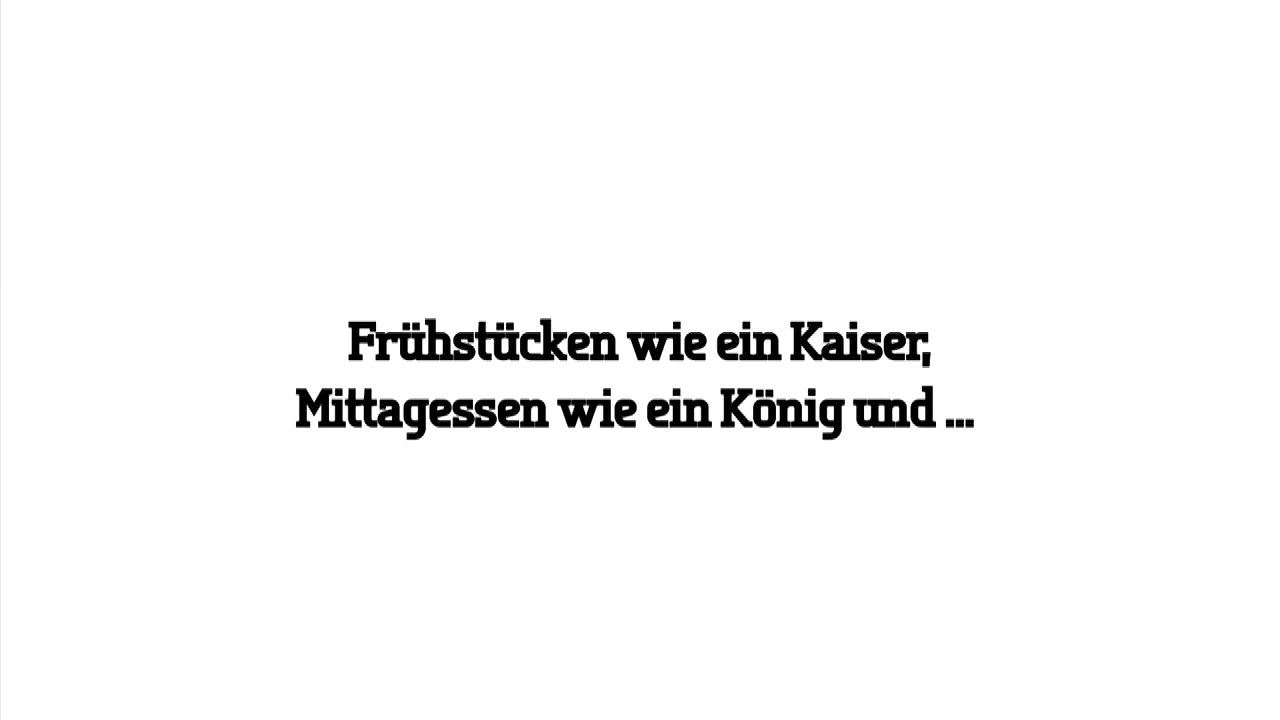 Frühstücken wie ein Kaiser,
Mittagessen wie ein König und ...